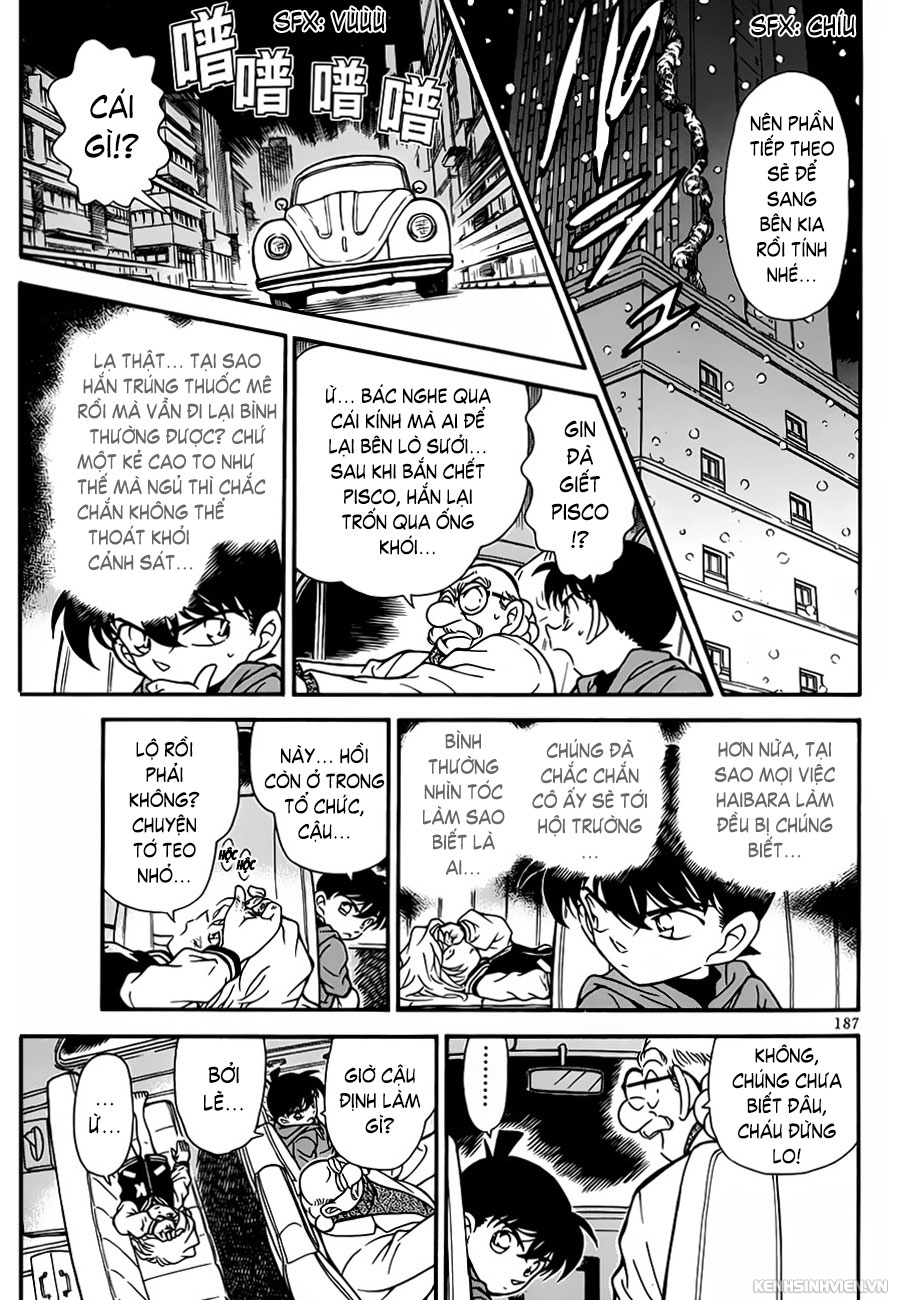 SFX: CHÍU
NÊN PHẦN
TIẾP THEO
SẼ ĐỂ
SANG
BÊN KIA
RỒI TÍNH
NHÉ...
SFX: VÙÙÙ
噜噜噜噜
CÁI
GÌ!?
GIN
ĐÃ
GIẾT
PISCO
!?
Ừ... BÁC NGHE QUA
CÁI KÍNH MÀ AI ĐỂ
LẠI BÊN LÒ SƯỞI...
SAU KHI BẮN CHẾT
PISCO, HẮN LẠI
TRỐN QUA ỐNG
KHÓI...
LẠ THẬT... TẠI SAO
HẮN TRÚNG THUỐC MÊ
RỒI MÀ VẪN ĐI LẠI BÌNH
THƯỜNG ĐƯỢC? CHỨ
MỘT KẺ CAO TO NHƯ
THẾ MÀ NGỦ THÌ CHẮC
CHẮN KHÔNG THỂ
THOÁT KHỎI
CẢNH SÁT...
HƠN NỮA, TẠI
SAO MỌI VIỆC
HAIBARA LÀM
ĐỀU BỊ CHÚNG
BIẾT...
CHÚNG ĐÃ
CHẮC CHẮN
CÔ ẤY SẼ TỚI
HỘI TRƯỜNG
...
BÌNH
THƯỜNG
NHÌN TÓC
LÀM SAO
BIẾT LÀ
AI...
NÀY... HỒI
CÒN Ở TRONG
TỔ CHỨC,
CẬU...
LỘ RỒI
PHẢI
KHÔNG?
CHUYỆN
TỚ TEO
NHỎ...
HỘC
HỘC
187
KHÔNG,
CHÚNG CHƯA
BIẾT ĐÂU,
CHÁU ĐỪNG
LO!
........
GIỜ CẬU
ĐỊNH LÀM
GÌ?
BỞI
LẼ...
Ừ...
KENHSINHVIEN.VN